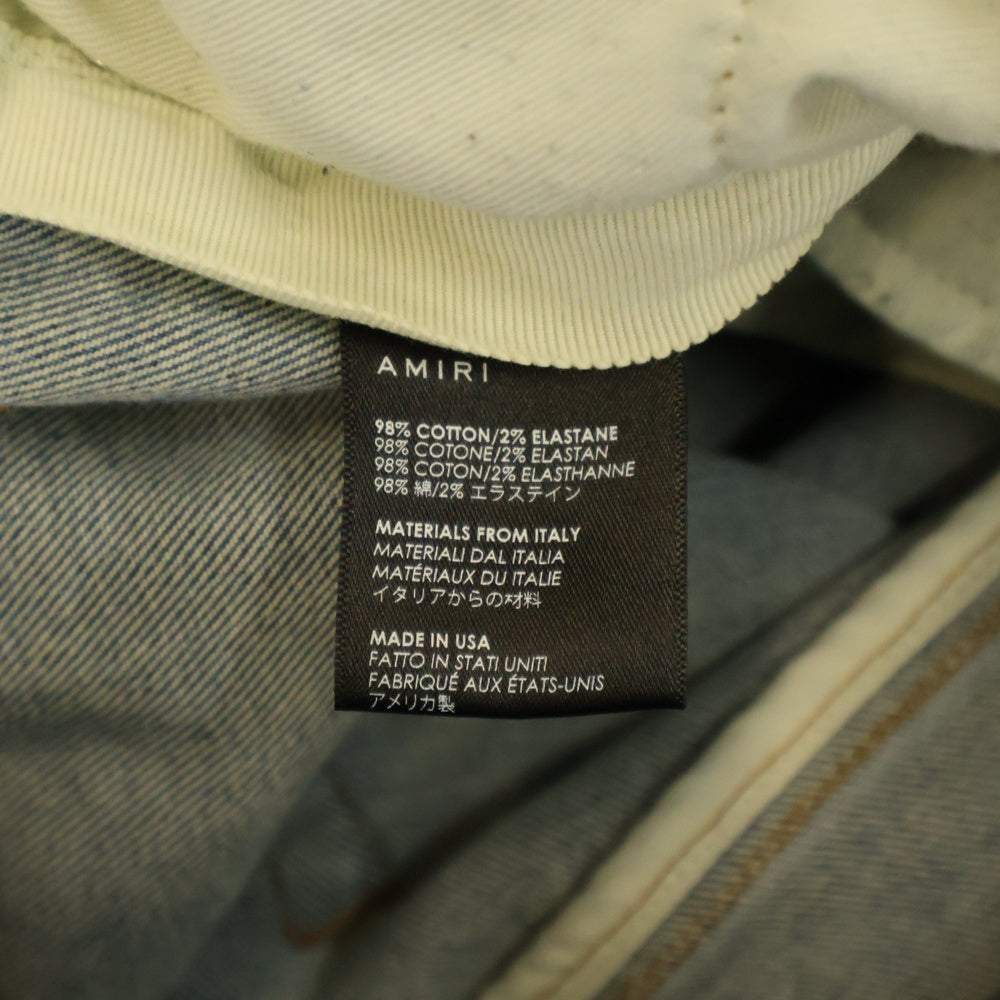 AMIRI
98% COTTON/2% ELASTANE
98% COTONE/2% ELASTAN
98% COTON/2% ELASTHANNE
98% 綿/2% エラステイン
MATERIALS FROM ITALY
MATERIALI DAL ITALIA
MATÉRIAUX DU ITALIE
イタリアからの材料
MADE IN USA
FATTO IN STATI UNITI
FABRIQUÉ AUX ÉTATS-UNIS
アメリカ製